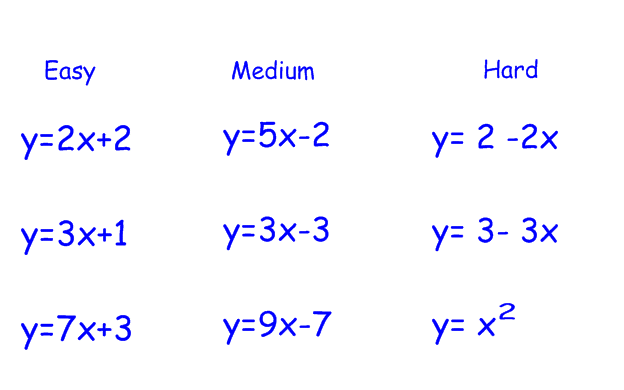 Easy Medium Hard
y=2x+2 y=5x-2 y= 2 -2x
y=3x+1 y=3x-3 y= 3- 3x
y=7x+3 y=9x-7 y= x²